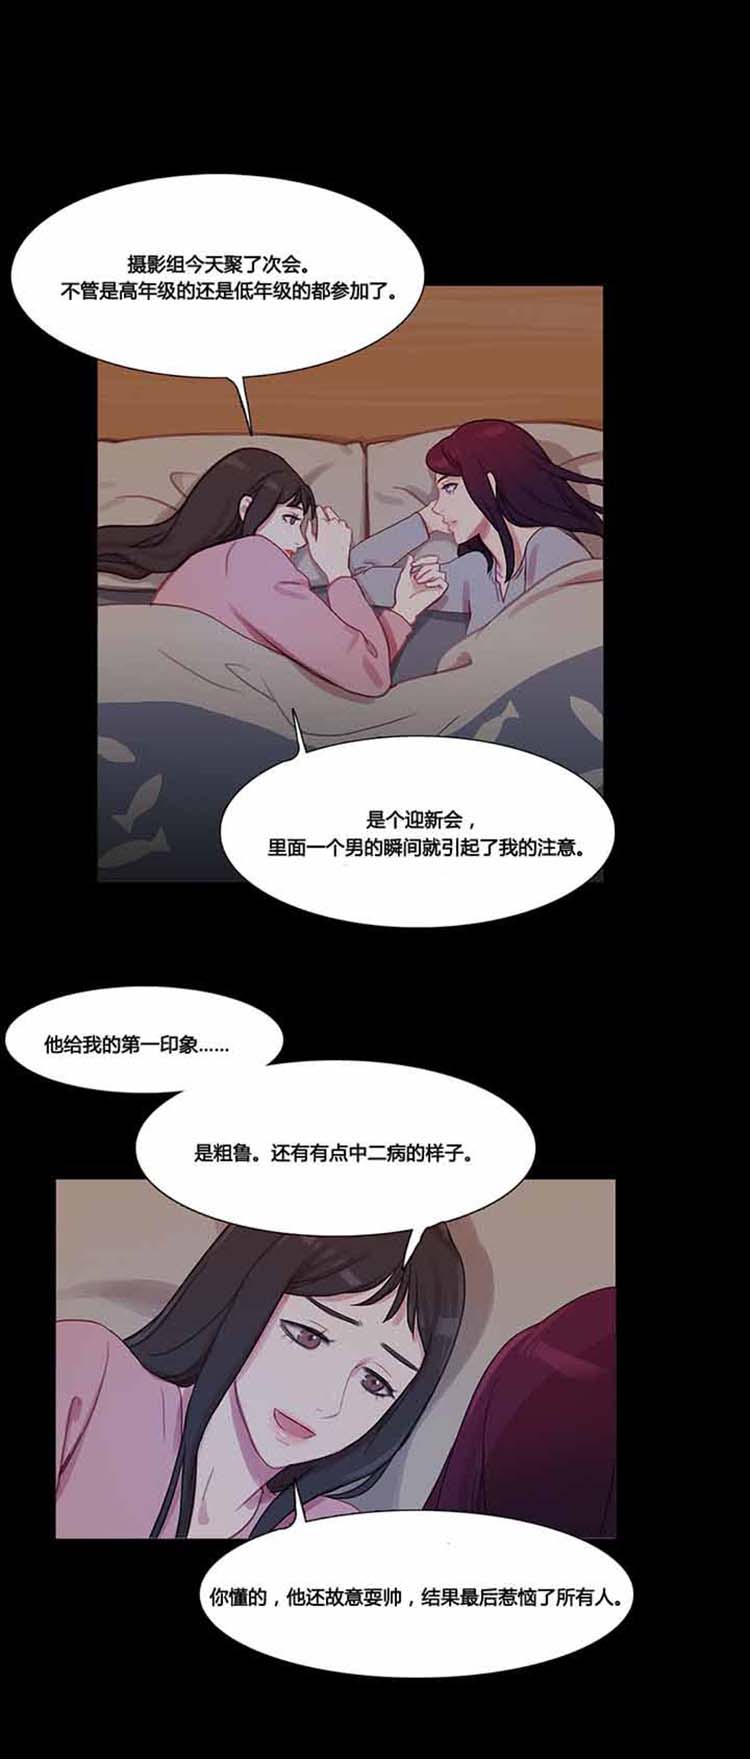 摄影组今天聚了次会。
不管是高年级的还是低年级的都参加了。
是个迎新会，
里面一个男的瞬间就引起了我的注意。
他给我的第一印象……
是粗鲁。还有有点中二病的样子。
你懂的，他还故意耍帅，结果最后惹恼了所有人。